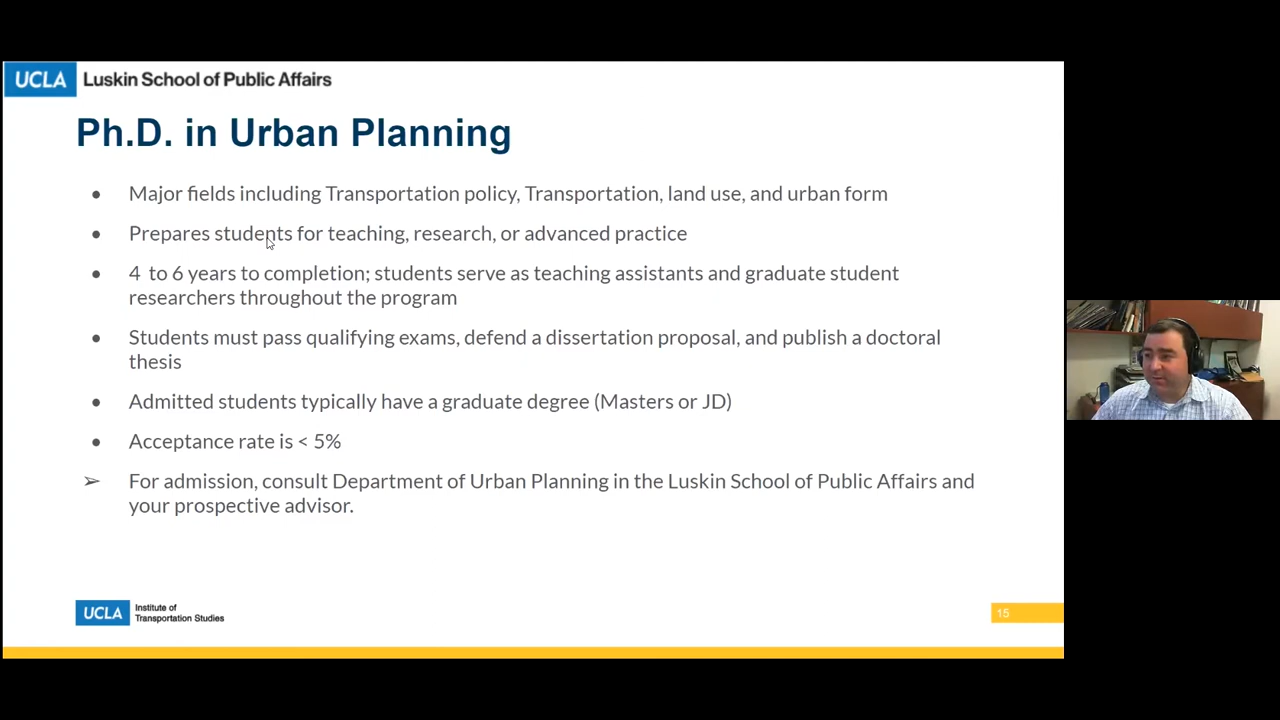 UCLA Luskin School of Public Affairs
Ph.D. in Urban Planning
● Major fields including Transportation policy, Transportation, land use, and urban form
● Prepares students for teaching, research, or advanced practice
● 4 to 6 years to completion; students serve as teaching assistants and graduate student
researchers throughout the program
● Students must pass qualifying exams, defend a dissertation proposal, and publish a doctoral
thesis
● Admitted students typically have a graduate degree (Masters or JD)
● Acceptance rate is < 5%
➢ For admission, consult Department of Urban Planning in the Luskin School of Public Affairs and
your prospective advisor.
UCLA Institute of
Transportation Studies
15